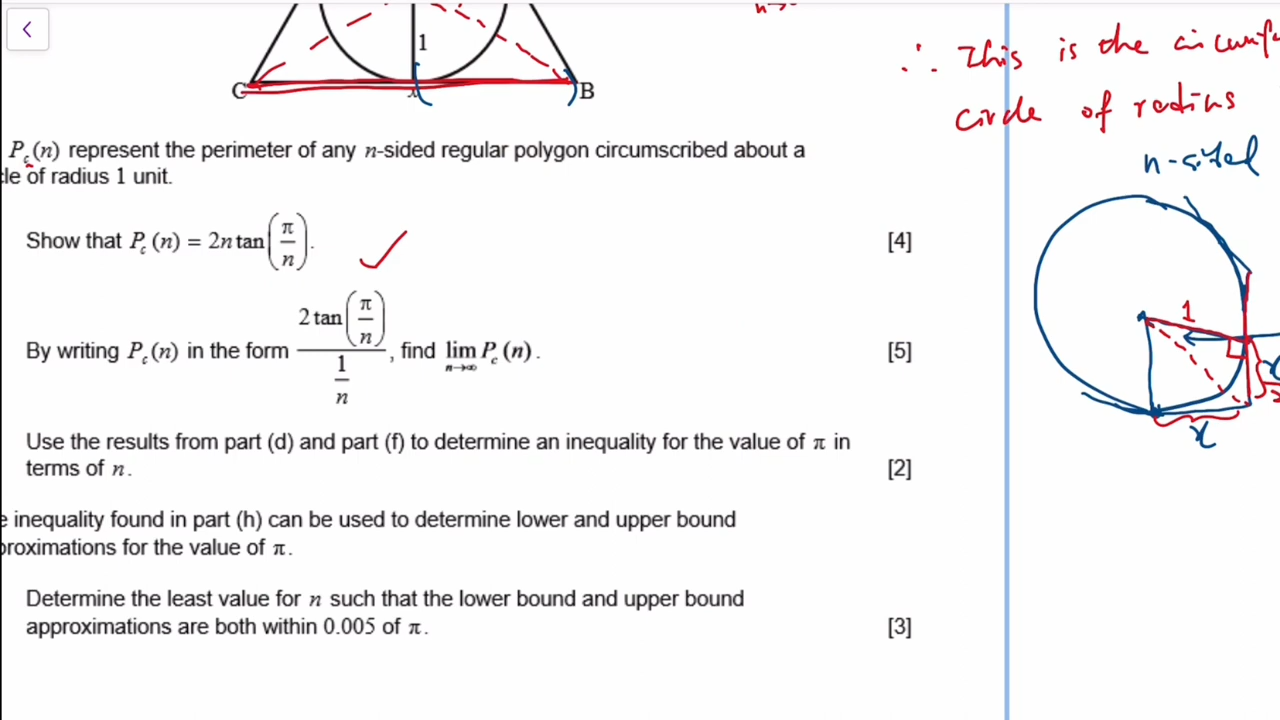 1
C
B
P_c(n) represent the perimeter of any n-sided regular polygon circumscribed about a
le of radius 1 unit.
Show that P_c(n) = 2n tan(π/n). [4]
By writing P_c(n) in the form 2 tan(π/n) / (1/n), find lim n→∞ P_c(n). [5]
Use the results from part (d) and part (f) to determine an inequality for the value of π in
terms of n. [2]
e inequality found in part (h) can be used to determine lower and upper bound
proximations for the value of π.
Determine the least value for n such that the lower bound and upper bound
approximations are both within 0.005 of π. [3]
∴ This is the circumf
circle of radius
n-sided
1
x